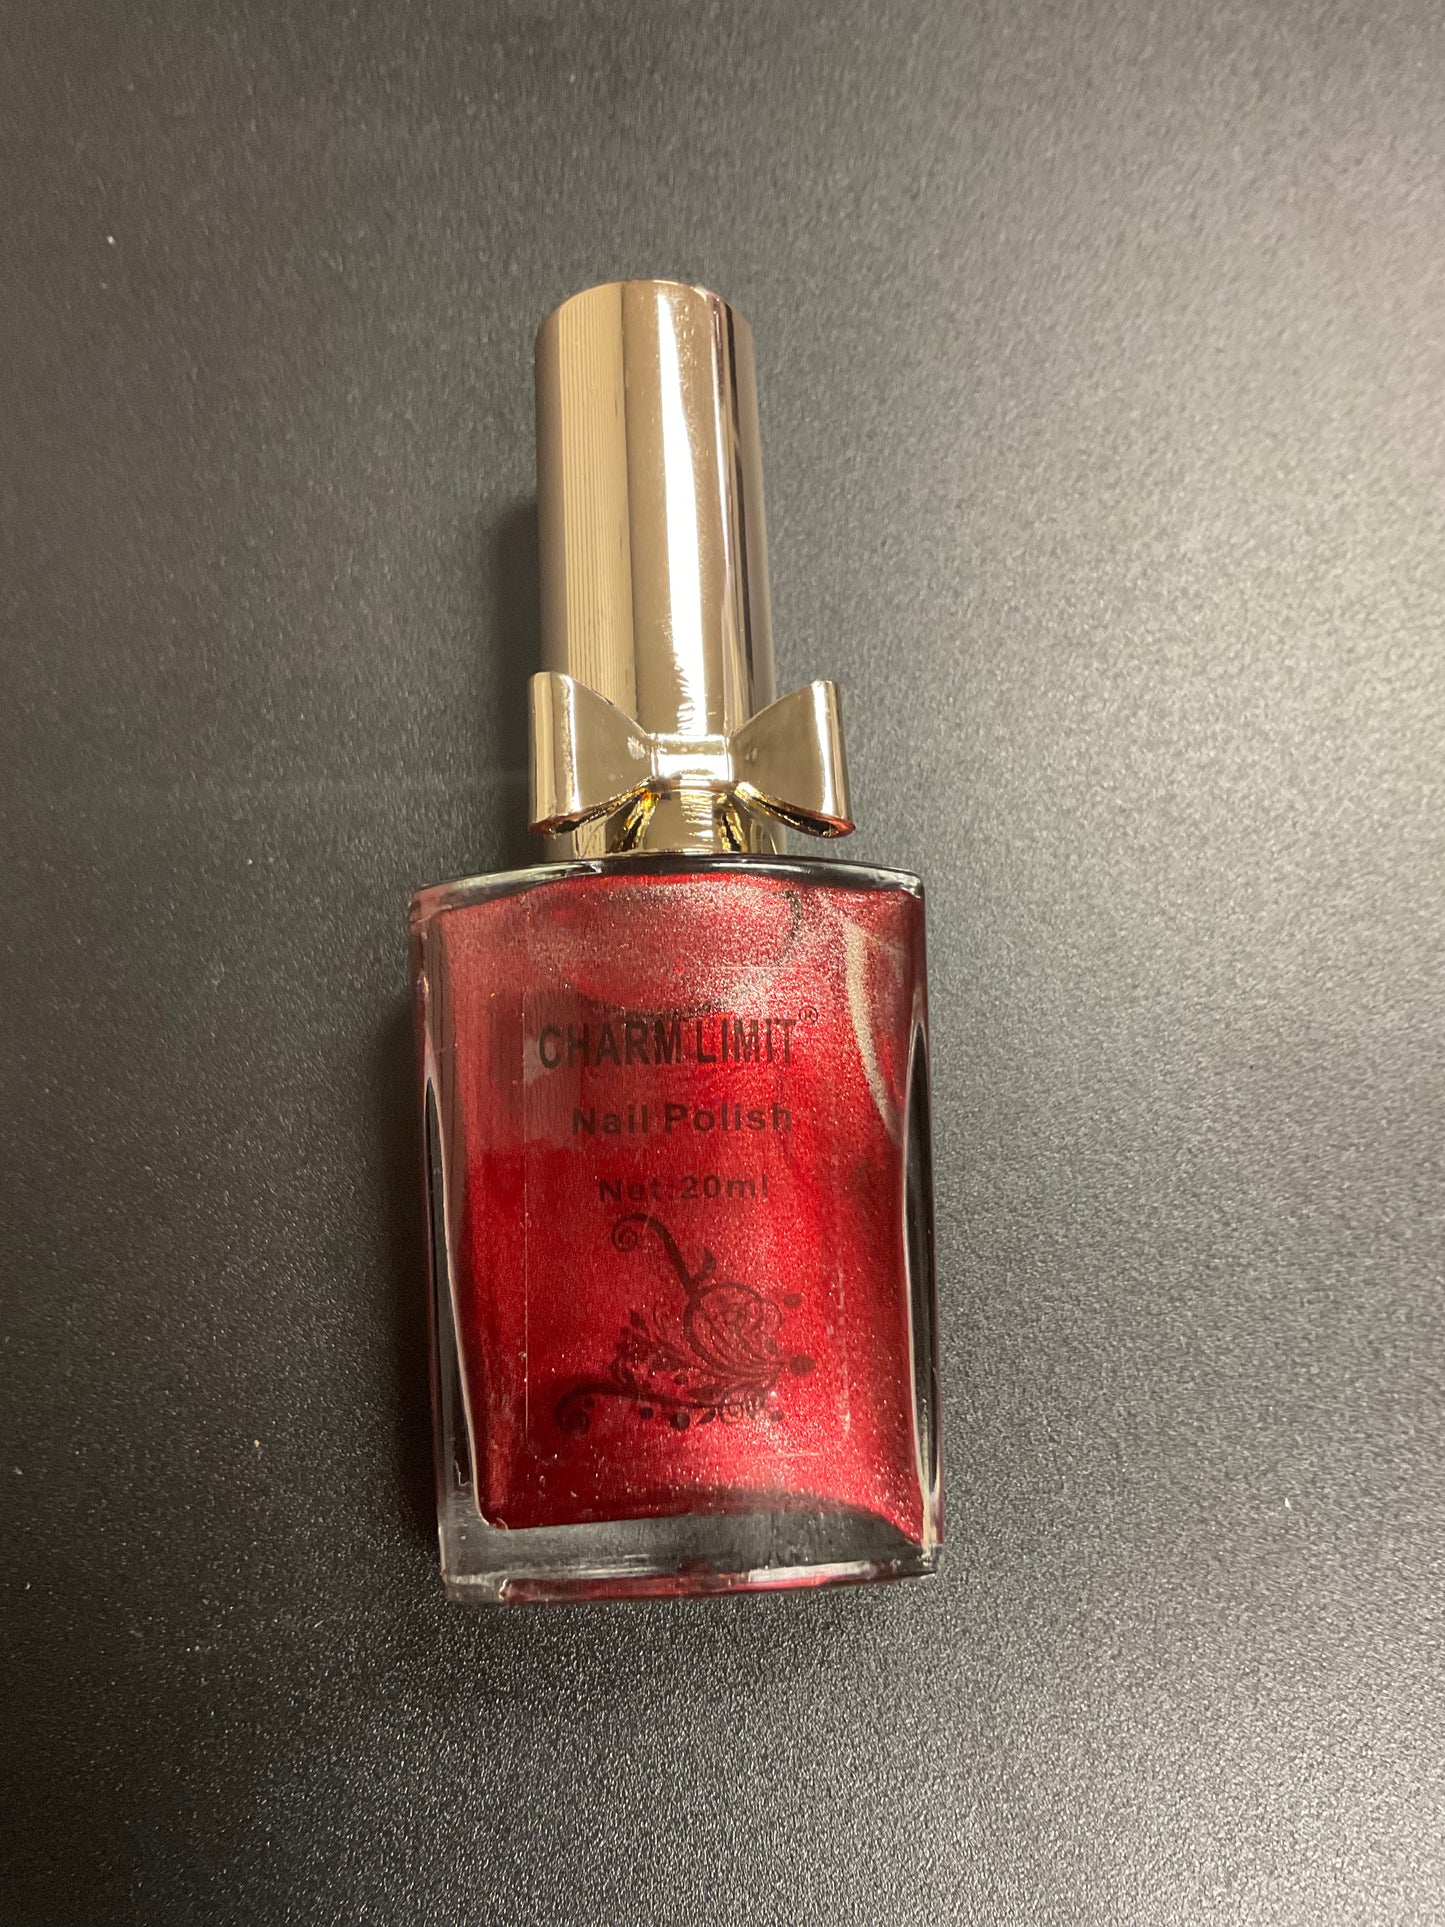 CHARM LIMIT®
Nail Polish
Net:20ml